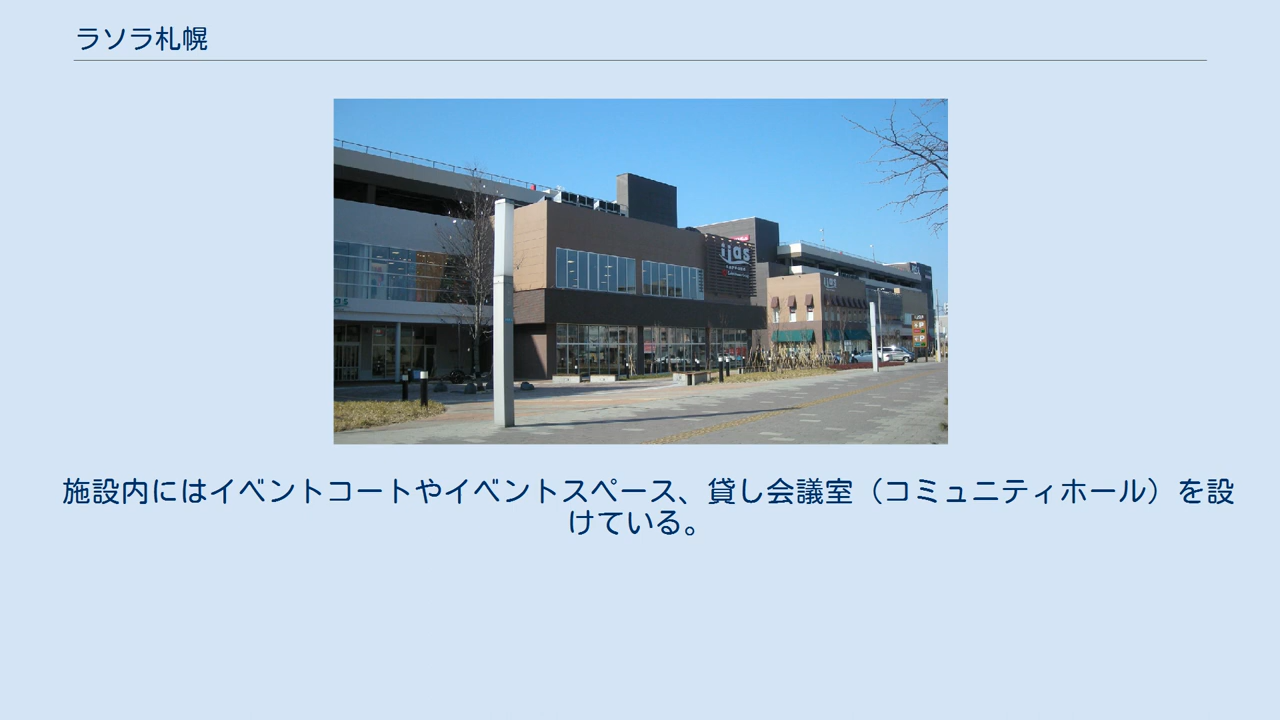 ラソラ札幌
iias
iias
施設内にはイベントコートやイベントスペース、貸し会議室（コミュニティホール）を設
けている。